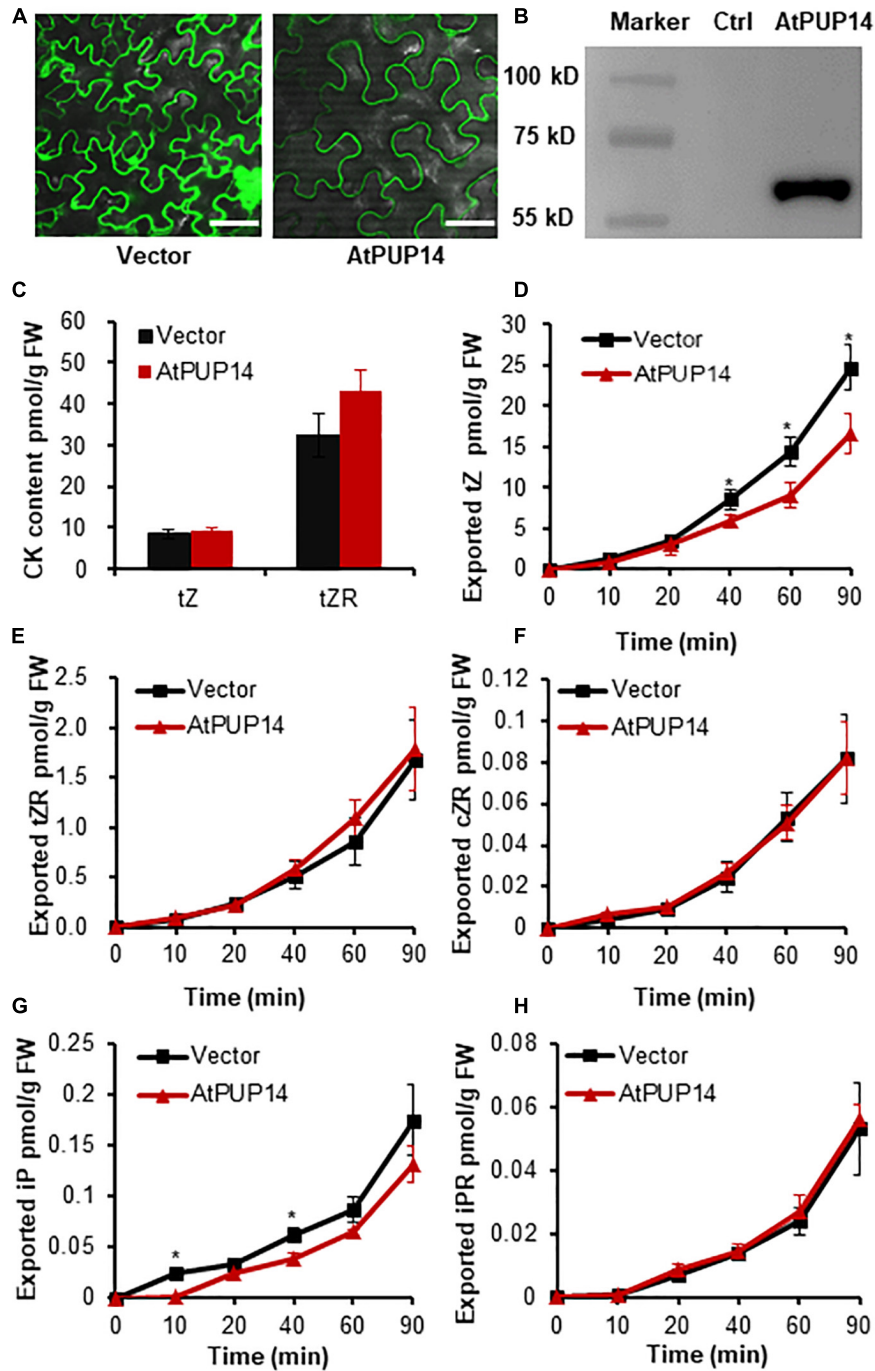 A
Vector
AtPUP14
B
Marker Ctrl AtPUP14
100 kD
75 kD
55 kD
C
CK content pmol/g FW
60
50
40
30
20
10
0
Vector
AtPUP14
tZ
tZR
D
Exported tZ pmol/g FW
30
25
20
15
10
5
0
Vector
AtPUP14
*
*
*
0 10 20 40 60 90
Time (min)
E
Exported tZR pmol/g FW
2.5
2.0
1.5
1.0
0.5
0.0
Vector
AtPUP14
0 10 20 40 60 90
Time (min)
F
Expoorted cZR pmol/g FW
0.12
0.1
0.08
0.06
0.04
0.02
0
Vector
AtPUP14
0 10 20 40 60 90
Time (min)
G
Exported iP pmol/g FW
0.25
0.2
0.15
0.1
0.05
0
Vector
AtPUP14
*
*
0 10 20 40 60 90
Time (min)
H
Exported iPR pmol/g FW
0.08
0.06
0.04
0.02
0
Vector
AtPUP14
0 10 20 40 60 90
Time (min)